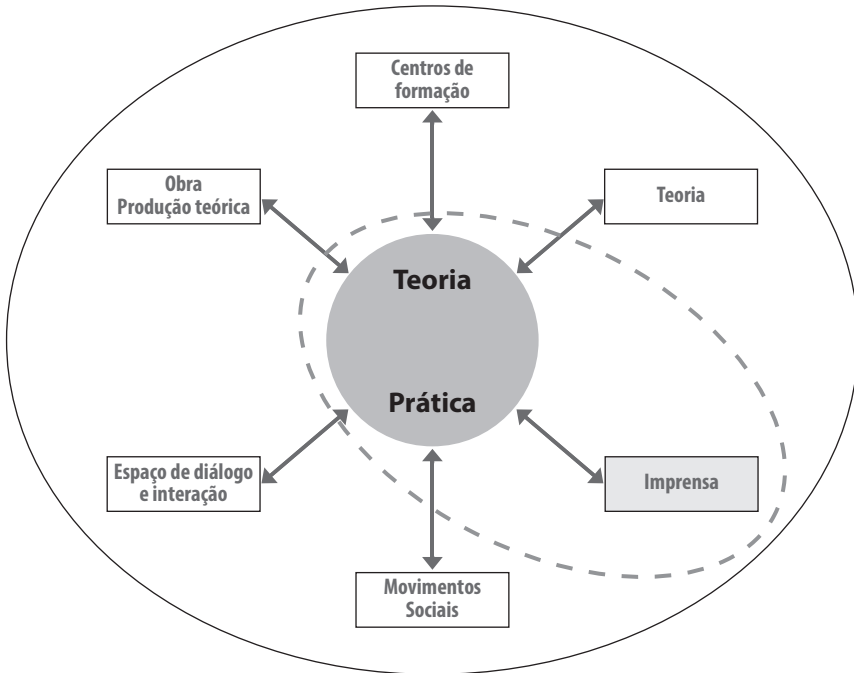 Centros de
formação
Obra
Produção teórica
Teoria
Teoria
Prática
Espaço de diálogo
e interação
Imprensa
Movimentos
Sociais